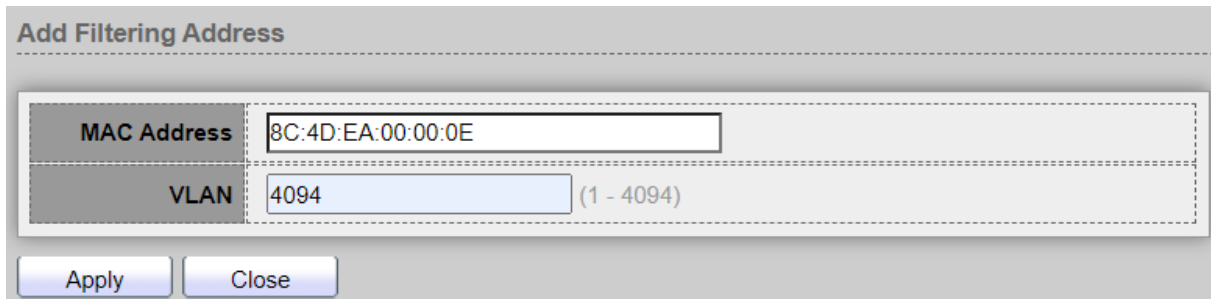 Add Filtering Address
MAC Address 8C:4D:EA:00:00:0E
VLAN 4094 (1 - 4094)
Apply Close